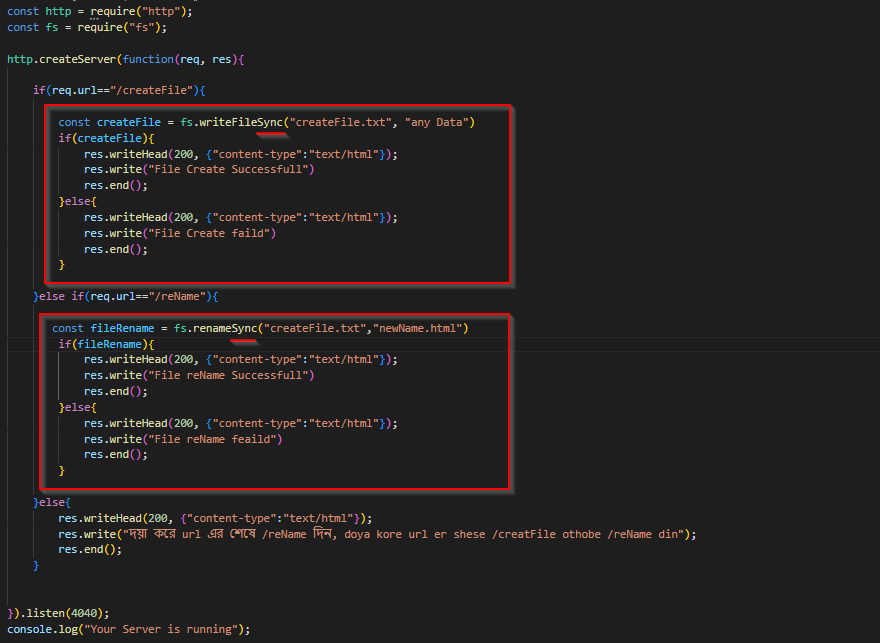 const http = require("http");
const fs = require("fs");
http.createServer(function(req, res){
if(req.url=="/createFile"){
const createFile = fs.writeFileSync("createFile.txt", "any Data")
if(createFile){
res.writeHead(200, {"content-type":"text/html"});
res.write("File Create Successfull")
res.end();
}else{
res.writeHead(200, {"content-type":"text/html"});
res.write("File Create faild")
res.end();
}
}else if(req.url=="/reName"){
const fileRename = fs.renameSync("createFile.txt","newName.html")
if(fileRename){
res.writeHead(200, {"content-type":"text/html"});
res.write("File reName Successfull")
res.end();
}else{
res.writeHead(200, {"content-type":"text/html"});
res.write("File reName feaild")
res.end();
}
}else{
res.writeHead(200, {"content-type":"text/html"});
res.write("দয়া করে url এর শেষে /reName দিন, doya kore url er shese /creatFile othobe /reName din");
res.end();
}
}).listen(4040);
console.log("Your Server is running");